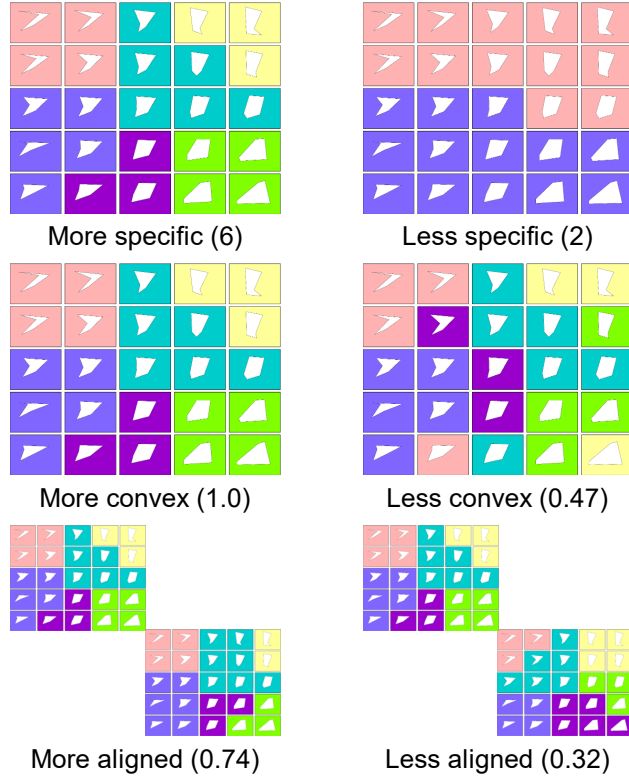 More specific (6)
Less specific (2)
More convex (1.0)
Less convex (0.47)
More aligned (0.74)
Less aligned (0.32)